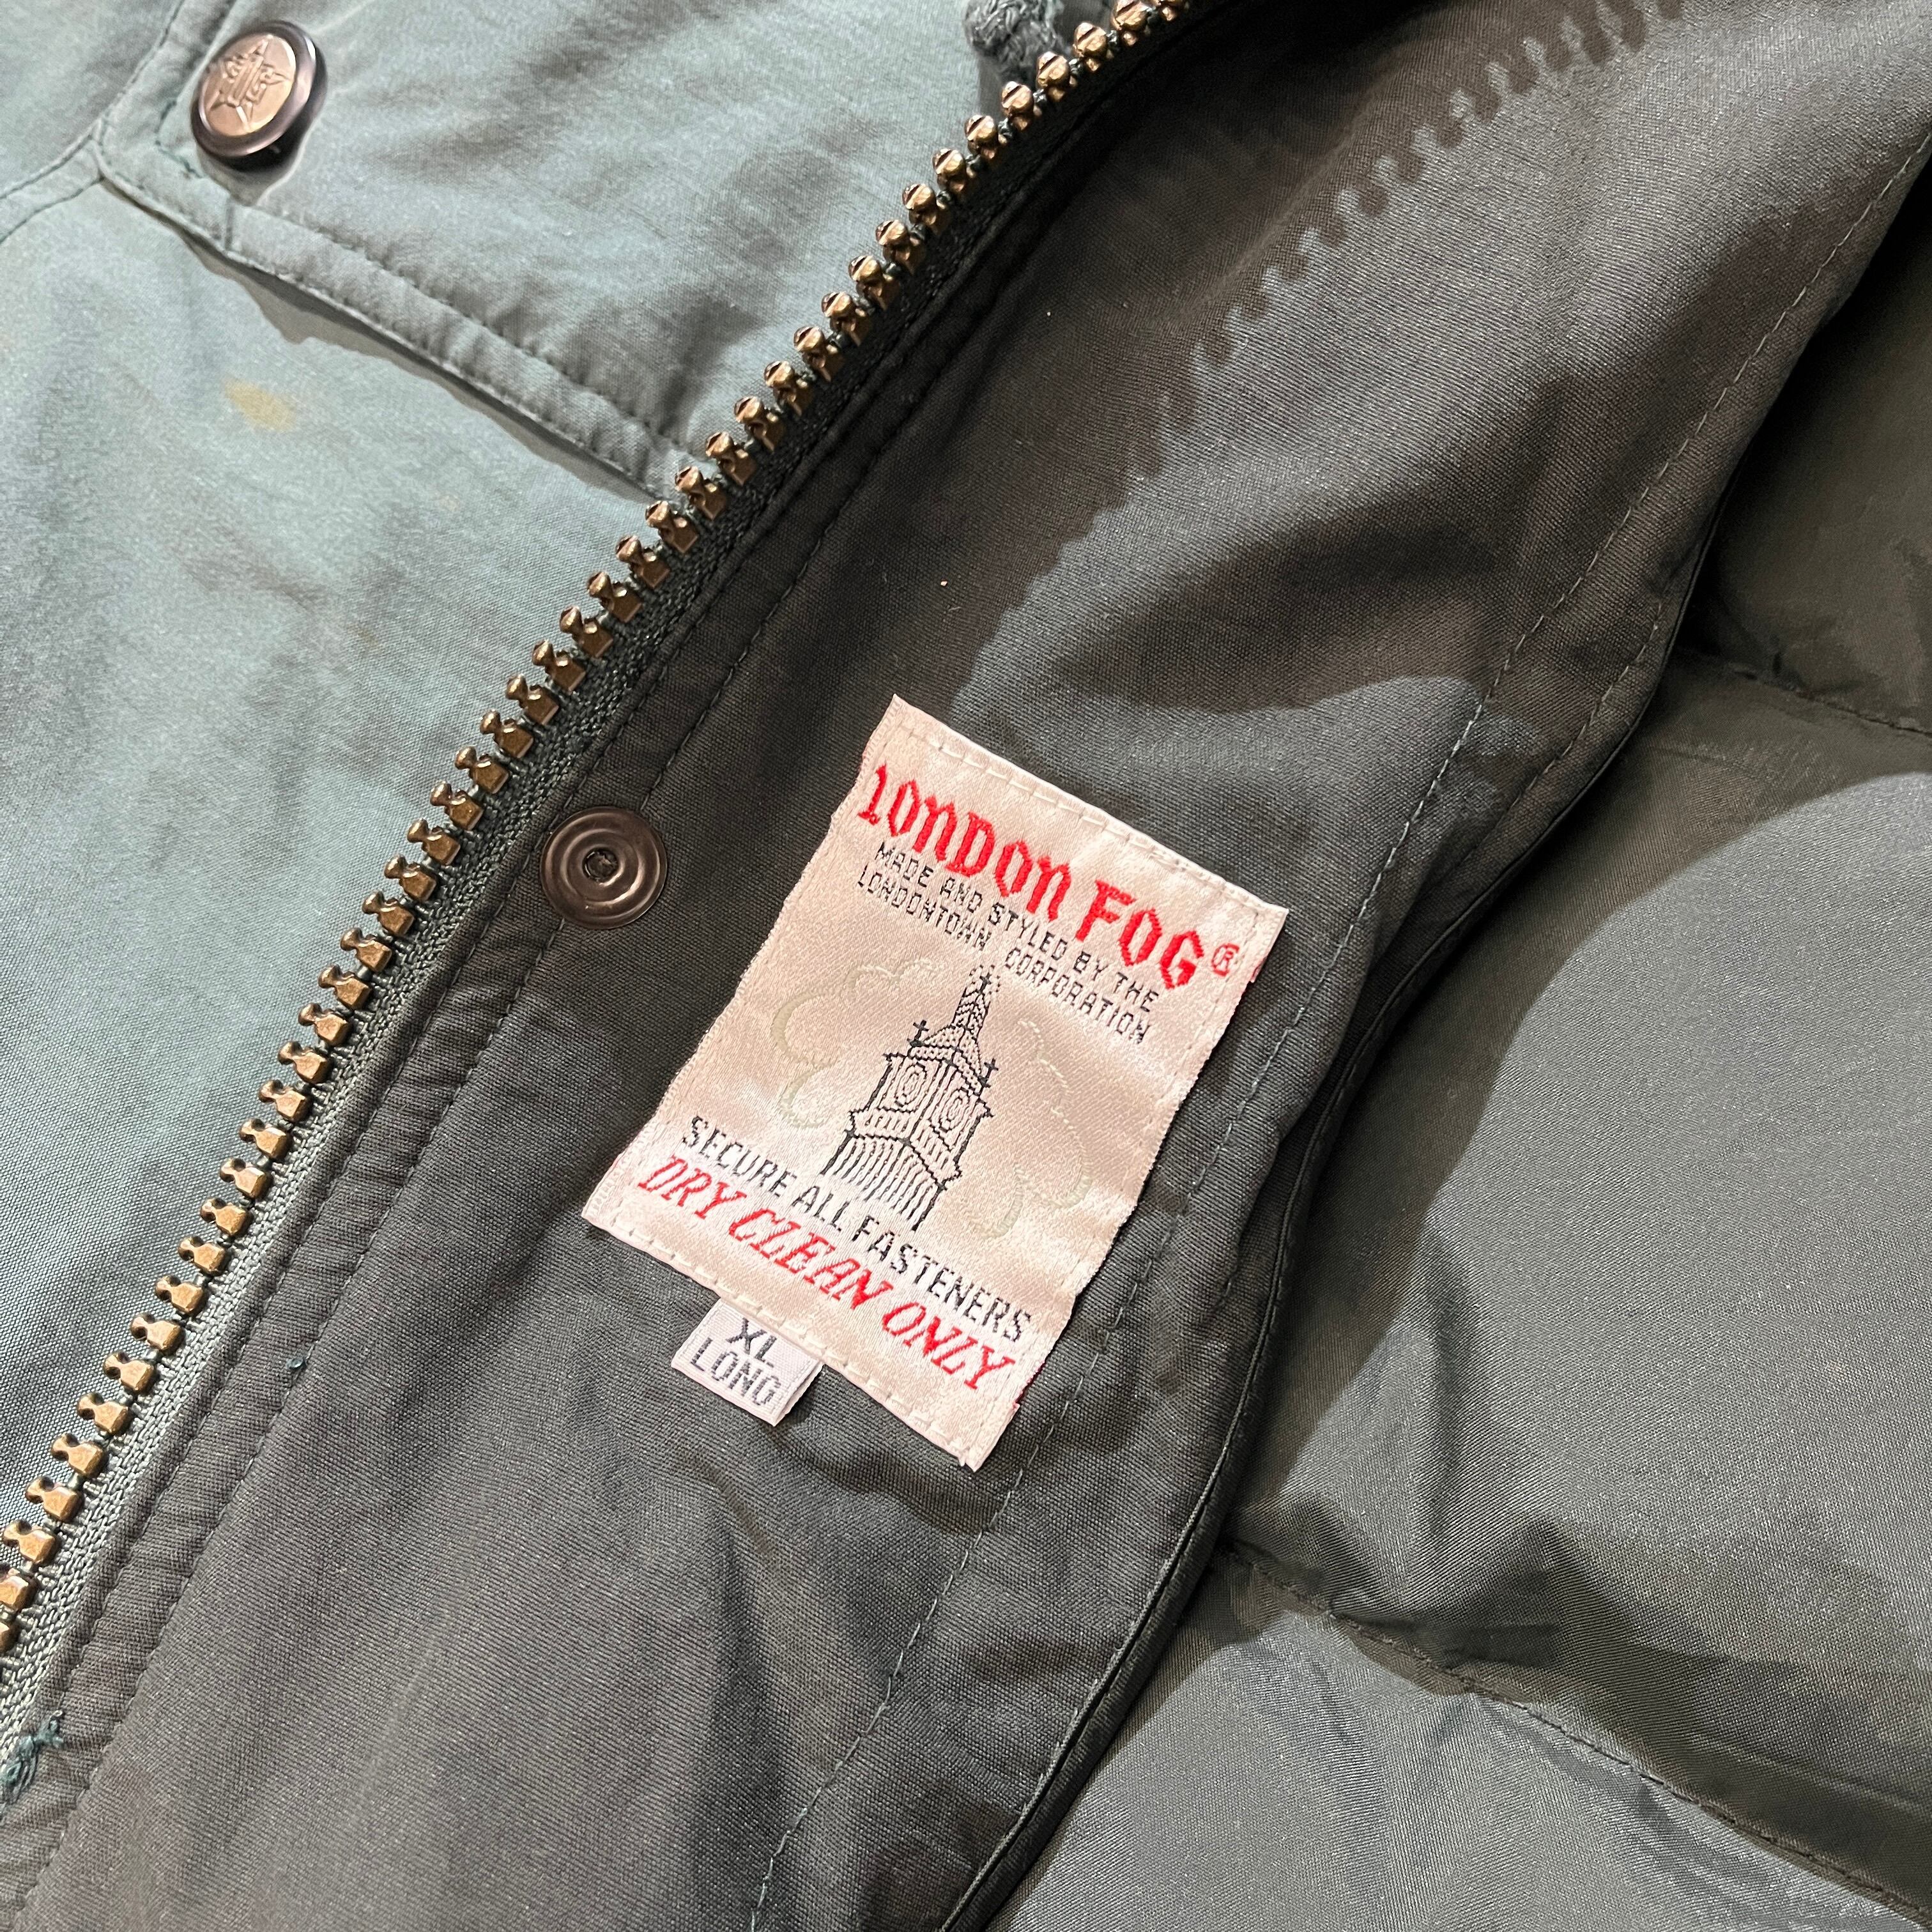 LONDON FOG®
MADE AND STYLED BY THE
LONDONTOWN CORPORATION
SECURE ALL FASTENERS
DRY CLEAN ONLY
XL
LONG